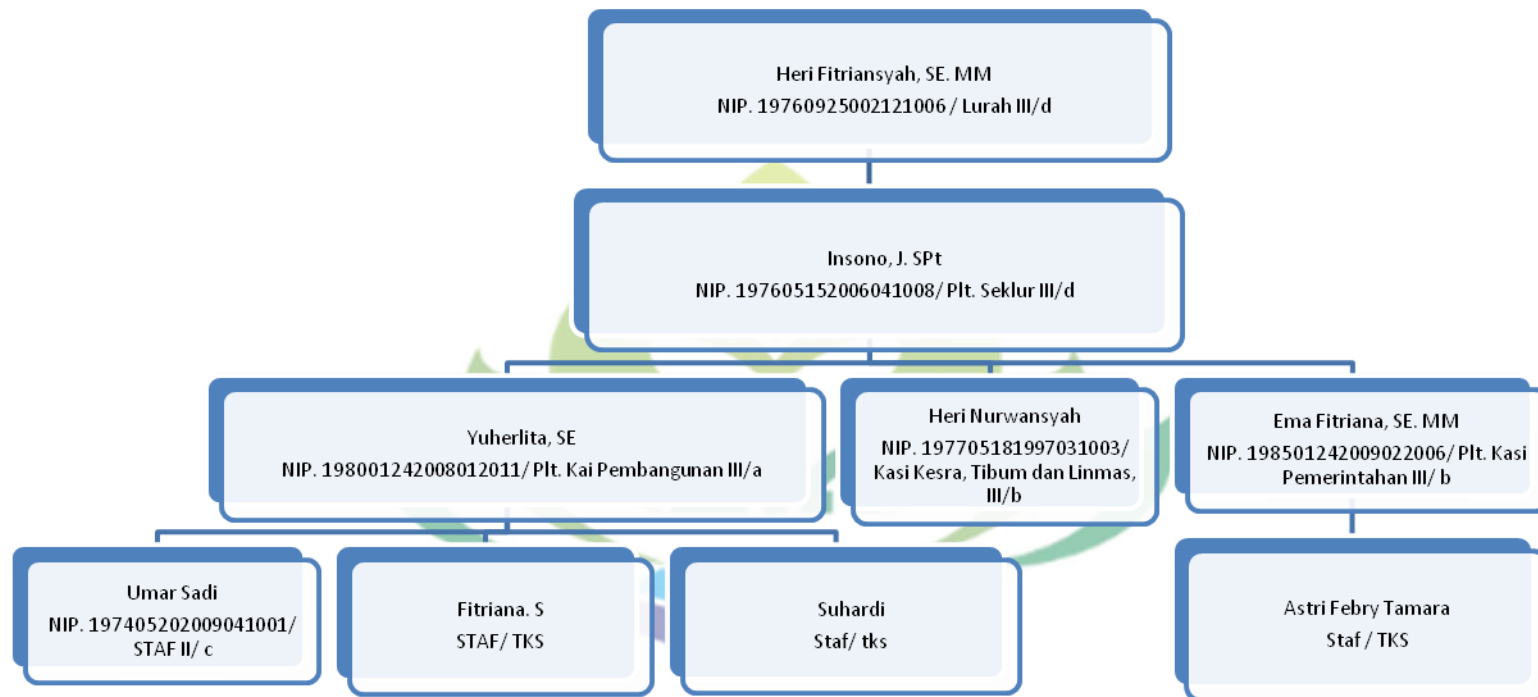 Heri Fitriansyah, SE. MM
NIP. 19760925002121006 / Lurah III/d
Insono, J. SPt
NIP. 197605152006041008/ Plt. Seklur III/d
Yuherlita, SE
NIP. 198001242008012011/ Plt. Kai Pembangunan III/a
Heri Nurwansyah
NIP. 197705181997031003/
Kasi Kesra, Tibum dan Linmas,
III/b
Ema Fitriana, SE. MM
NIP. 198501242009022006/ Plt. Kasi
Pemerintahan III/ b
Umar Sadi
NIP. 197405202009041001/
STAF II/ c
Fitriana. S
STAF/ TKS
Suhardi
Staf/ tks
Astri Febry Tamara
Staf / TKS